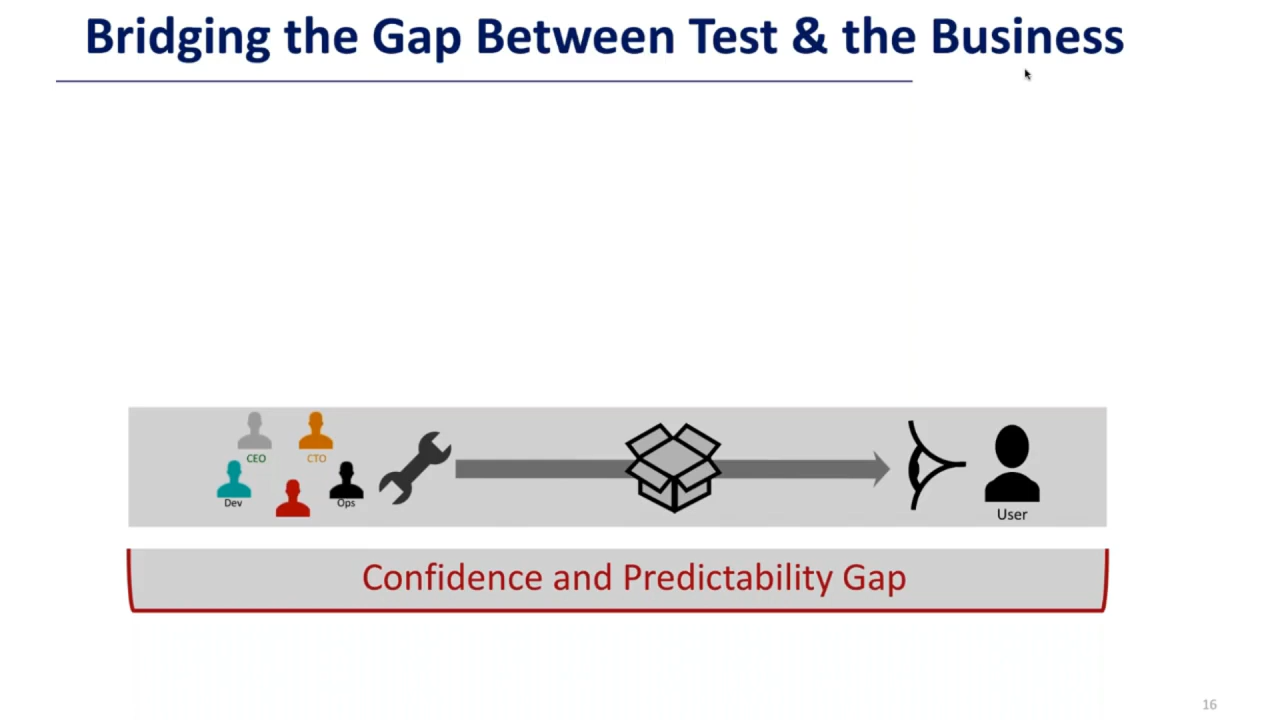 Bridging the Gap Between Test & the Business
CEO
CTO
Dev
Ops
User
Confidence and Predictability Gap
16